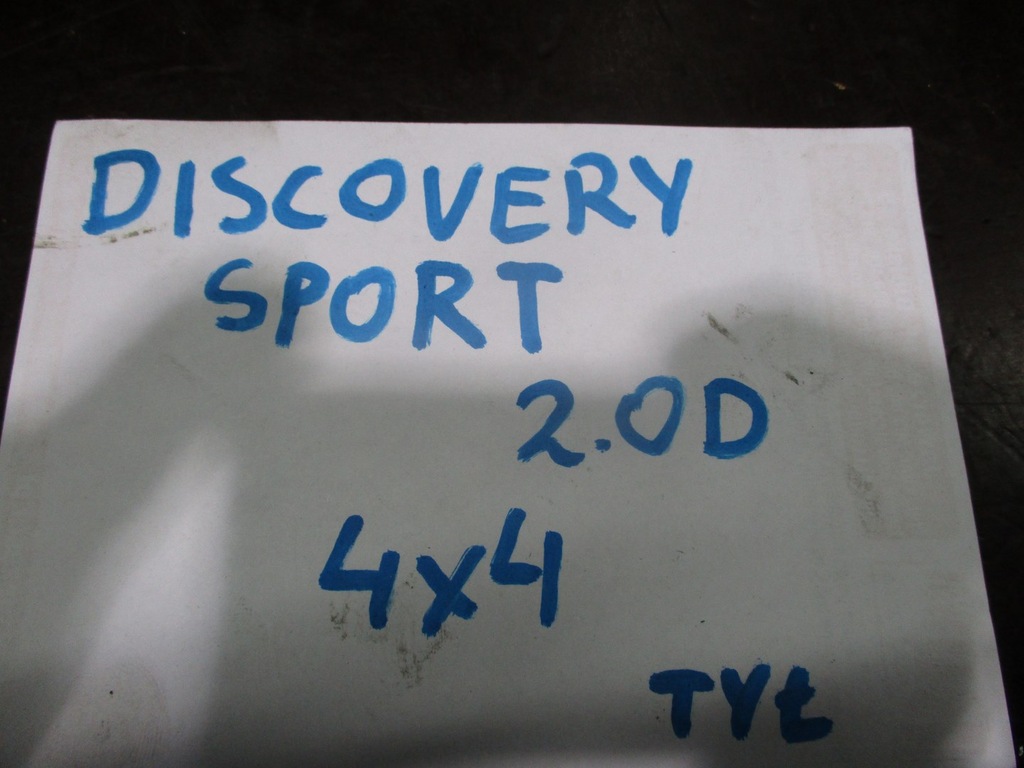 DISCOVERY
SPORT
2.0D
4x4
TYŁ